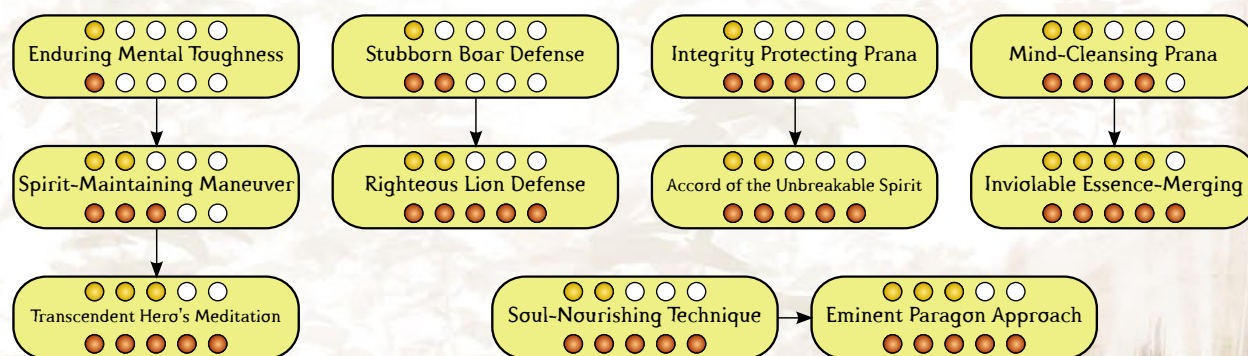 Enduring Mental Toughness
Stubborn Boar Defense
Integrity Protecting Prana
Mind-Cleansing Prana
Spirit-Maintaining Maneuver
Righteous Lion Defense
Accord of the Unbreakable Spirit
Inviolable Essence-Merging
Transcendent Hero's Meditation
Soul-Nourishing Technique
Eminent Paragon Approach